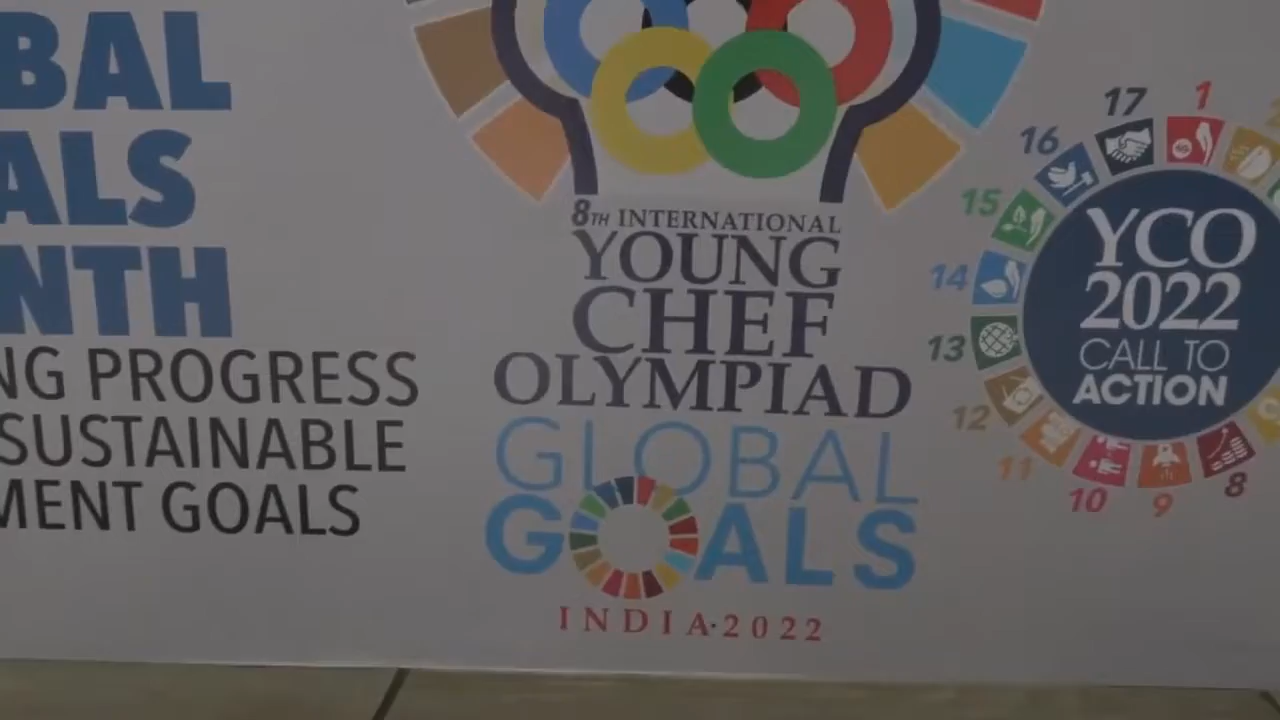 BAL
ALS
NTH
NG PROGRESS
SUSTAINABLE
MENT GOALS
8TH INTERNATIONAL
YOUNG
CHEF
OLYMPIAD
GLOBAL
GOALS
INDIA·2022
17 1
16
15
14
13
12
11
10
9
8
YCO
2022
CALL TO
ACTION